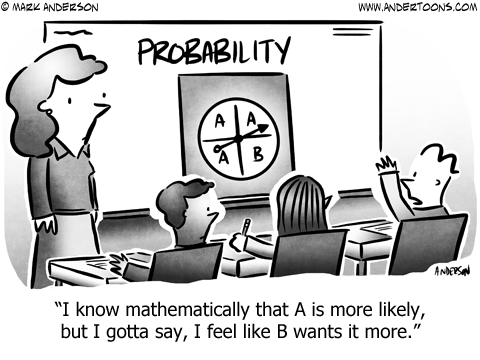 © MARK ANDERSON WWW.ANDERTOONS.COM
PROBABILITY
A A
A B
ANDERSON
“I know mathematically that A is more likely,
but I gotta say, I feel like B wants it more.”